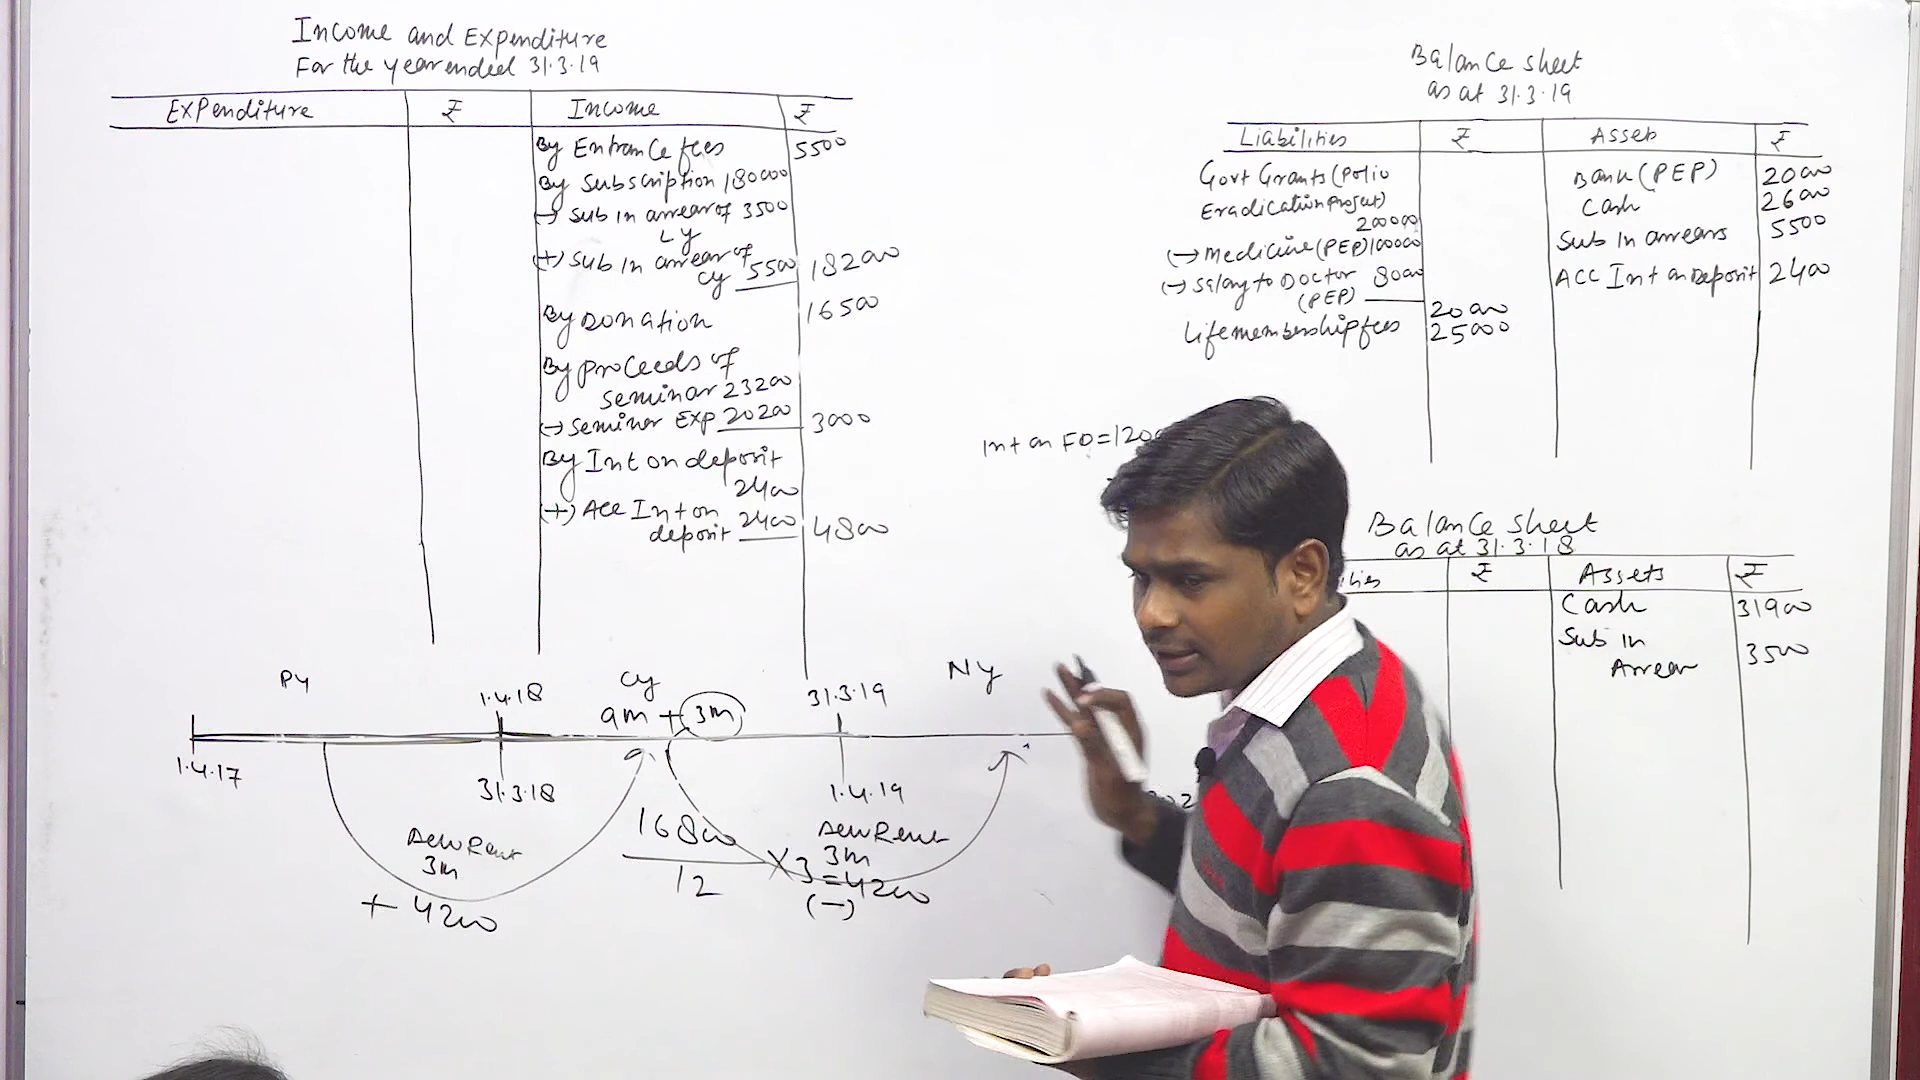 Income and Expenditure
For the year ended 31.3.19
Expenditure ₹ Income ₹
By Entrance fees 5500
By Subscription 180000
(-) Sub in arrear of 3500
LY
(+) Sub in arrear of
CY 5500 182000
By Donation 16500
By Proceeds of
Seminar 23200
(-) Seminar Exp 20200 3000
By Int on deposit
2400
(+) Acc Int on
deposit 2400 4800
Balance sheet
as at 31.3.19
Liabilities ₹ Assets ₹
Govt Grants (Polio
Eradication Project)
200000
(-) Medicine (PEP) 100000
(-) Salary to Doctor 80000
(PEP)
20000
Life membership fees 25000
Bank (PEP) 20000
Cash 26000
Sub in arrears 5500
Acc Int on Deposit 2400
Int on FD =
Balance sheet
as at 31.3.18
₹ Assets ₹
Cash 31900
Sub in
Arrear 3500
PY CY NY
1.4.18 9m + 3m 31.3.19
1.4.17 31.3.18 1.4.19
3m
+ 4200
16800
12
× 3 = 4200
3m
(-)